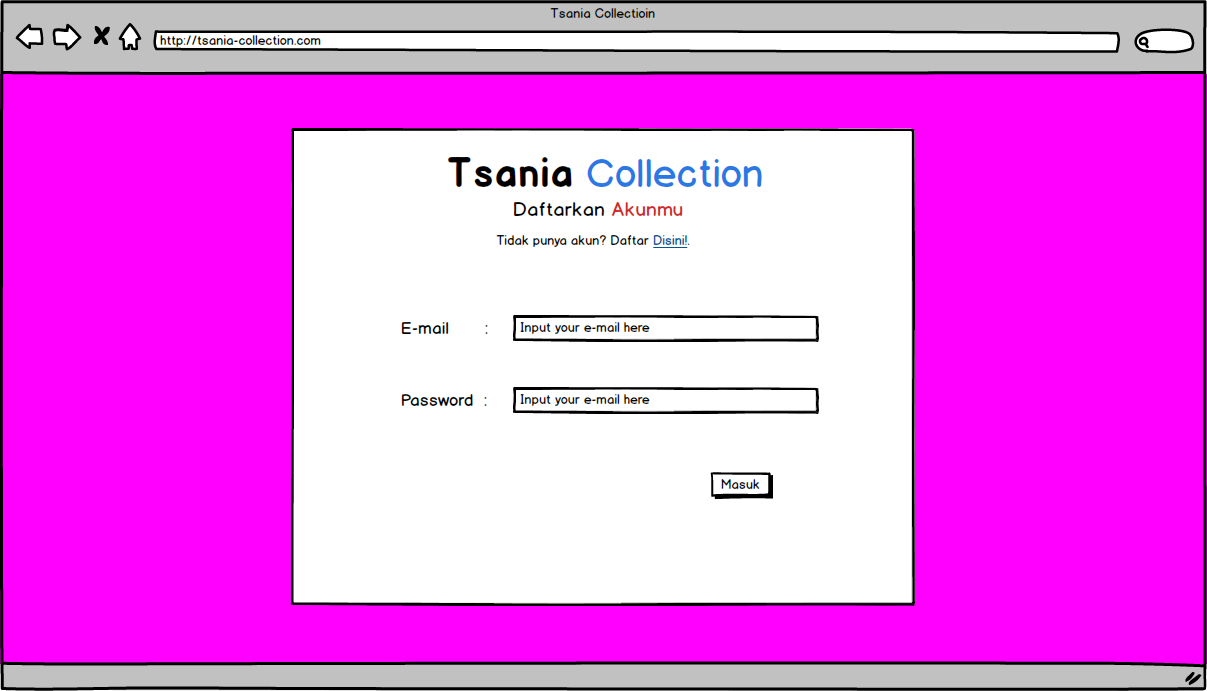 Tsania Collectioin
http://tsania-collection.com
Tsania Collection
Daftarkan Akunmu
Tidak punya akun? Daftar Disini!.
E-mail : Input your e-mail here
Password : Input your e-mail here
Masuk